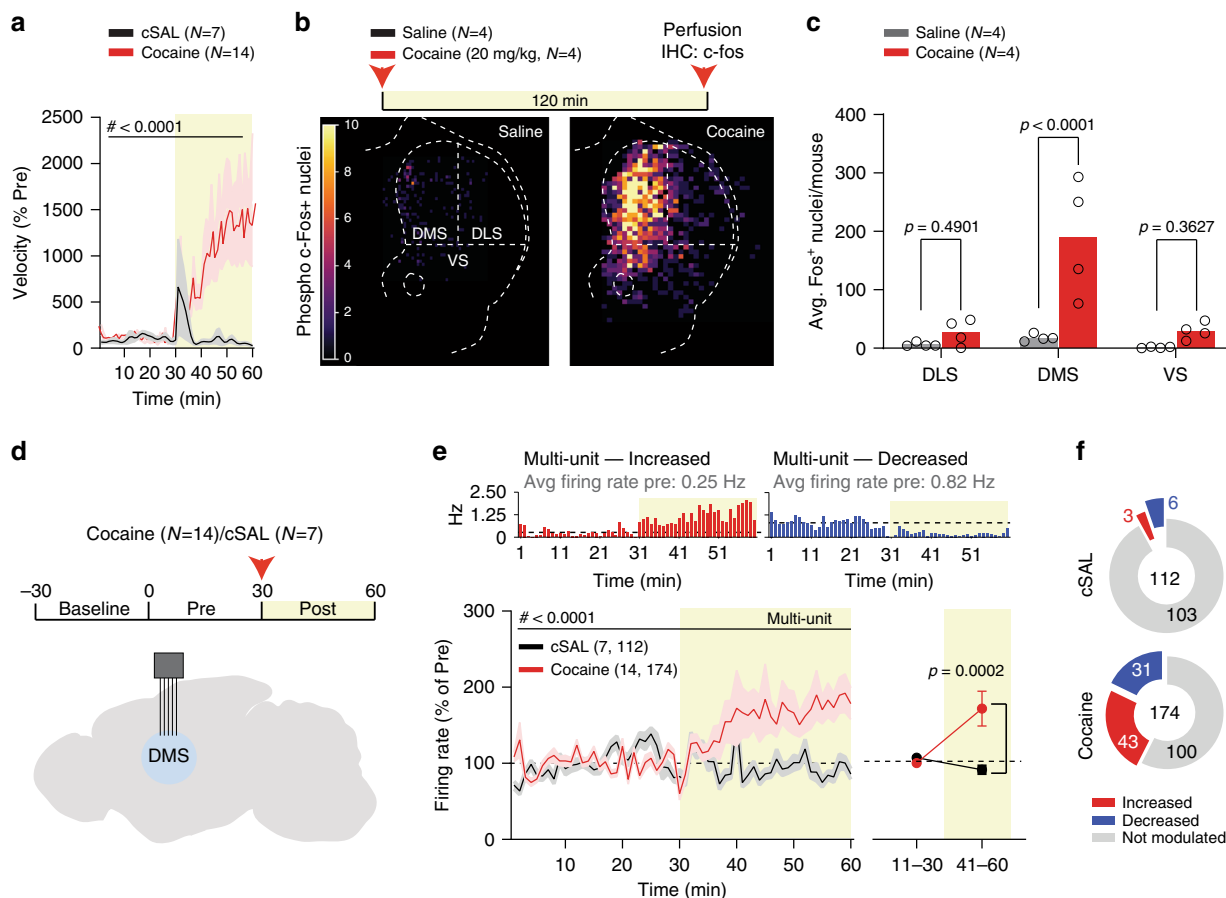 a
cSAL (N=7)
Cocaine (N=14)
# < 0.0001
Velocity (% Pre)
2500
2000
1500
1000
500
0
10 20 30 40 50 60
Time (min)
b
Saline (N=4)
Cocaine (20 mg/kg, N=4)
Perfusion
IHC: c-fos
120 min
Phospho c-Fos+ nuclei
10
8
6
4
2
0
Saline
DMS DLS
VS
Cocaine
c
Saline (N=4)
Cocaine (N=4)
Avg. Fos+ nuclei/mouse
400
300
200
100
0
p = 0.4901
p < 0.0001
p = 0.3627
DLS DMS VS
d
Cocaine (N=14)/cSAL (N=7)
−30 0 30 60
Baseline Pre Post
DMS
e
Multi-unit — Increased
Avg firing rate pre: 0.25 Hz
Hz
2.50
1.25
0
1 11 21 31 41 51
Time (min)
Multi-unit — Decreased
Avg firing rate pre: 0.82 Hz
1 11 21 31 41 51
Time (min)
Firing rate (% of Pre)
300
200
100
0
# < 0.0001 Multi-unit
cSAL (7, 112)
Cocaine (14, 174)
10 20 30 40 50 60
Time (min)
p = 0.0002
11–30 41–60
f
cSAL
3 6
112
103
Cocaine
31
174
43 100
Increased
Decreased
Not modulated